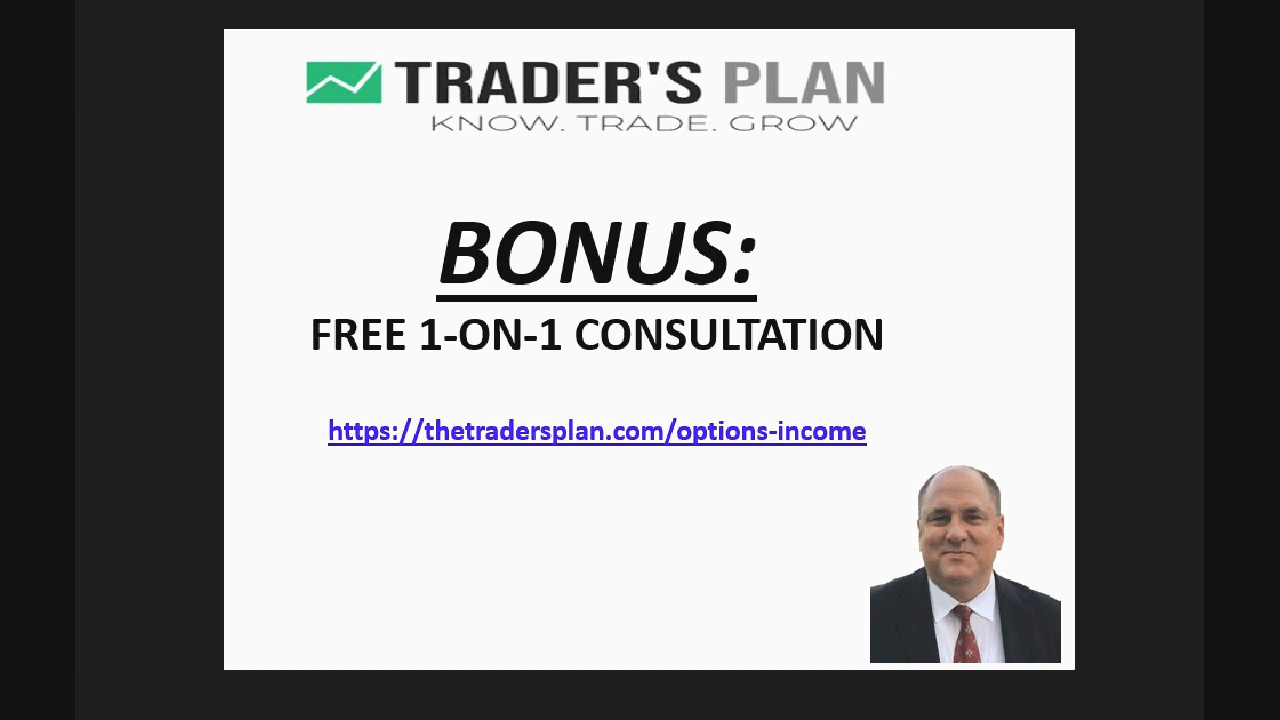 TRADER'S PLAN
KNOW. TRADE. GROW
BONUS:
FREE 1-ON-1 CONSULTATION
https://thetradersplan.com/options-income